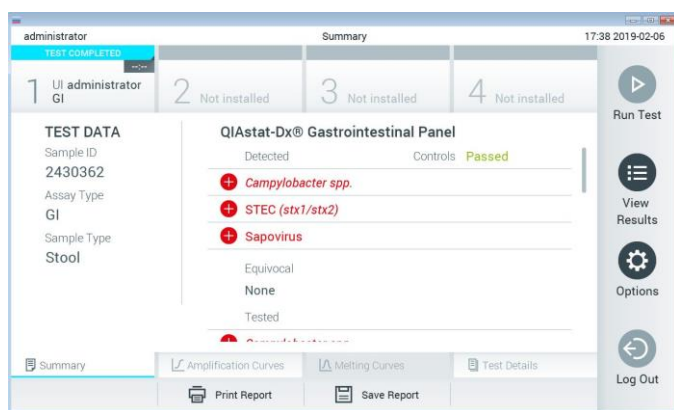 administrator
Summary
17:38 2019-02-06
TEST COMPLETED
--:--
1 UI administrator
GI
2 Not installed
3 Not installed
4 Not installed
Run Test
TEST DATA
Sample ID
2430362
Assay Type
GI
Sample Type
Stool
QIAstat-Dx® Gastrointestinal Panel
Detected
Controls Passed
Campylobacter spp.
STEC (stx1/stx2)
Sapovirus
Equivocal
None
Tested
Campylobacter spp.
View
Results
Options
Log Out
Summary
Amplification Curves
Melting Curves
Test Details
Print Report
Save Report